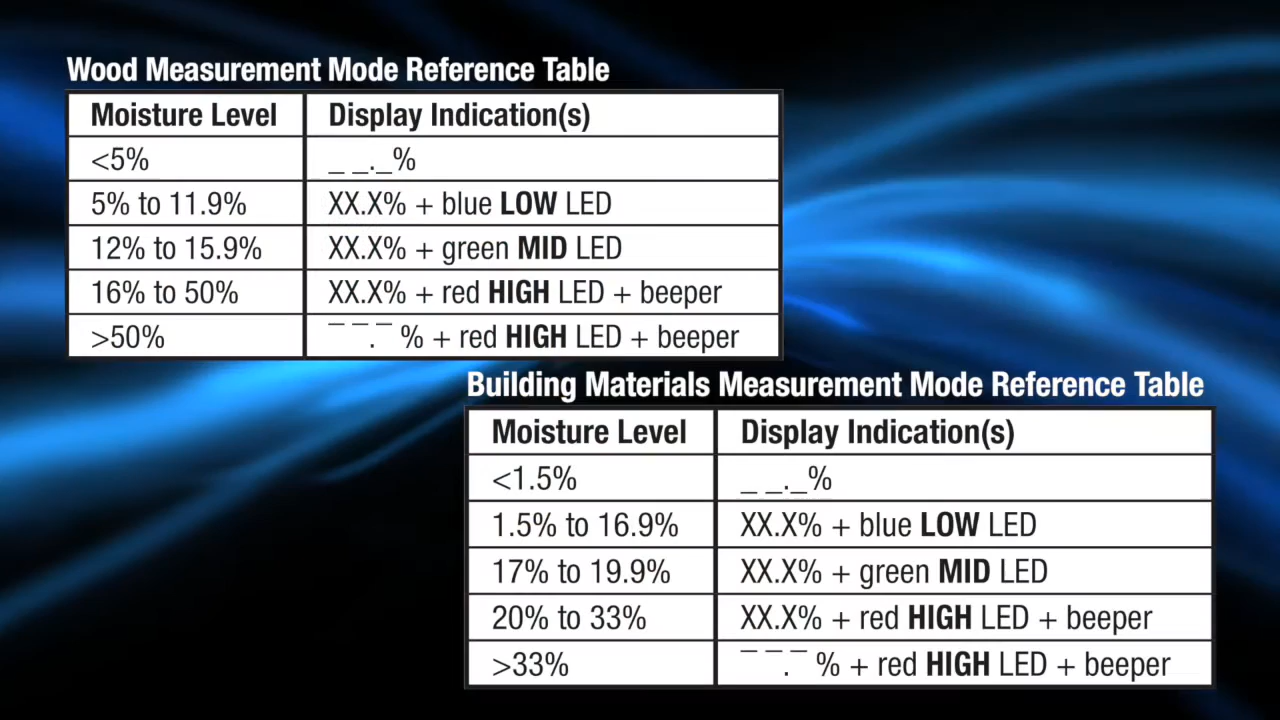 Wood Measurement Mode Reference Table
Moisture Level Display Indication(s)
<5% _ _._%
5% to 11.9% XX.X% + blue LOW LED
12% to 15.9% XX.X% + green MID LED
16% to 50% XX.X% + red HIGH LED + beeper
>50% ¯ ¯.¯ % + red HIGH LED + beeper
Building Materials Measurement Mode Reference Table
Moisture Level Display Indication(s)
<1.5% _ _._%
1.5% to 16.9% XX.X% + blue LOW LED
17% to 19.9% XX.X% + green MID LED
20% to 33% XX.X% + red HIGH LED + beeper
>33% ¯ ¯.¯ % + red HIGH LED + beeper